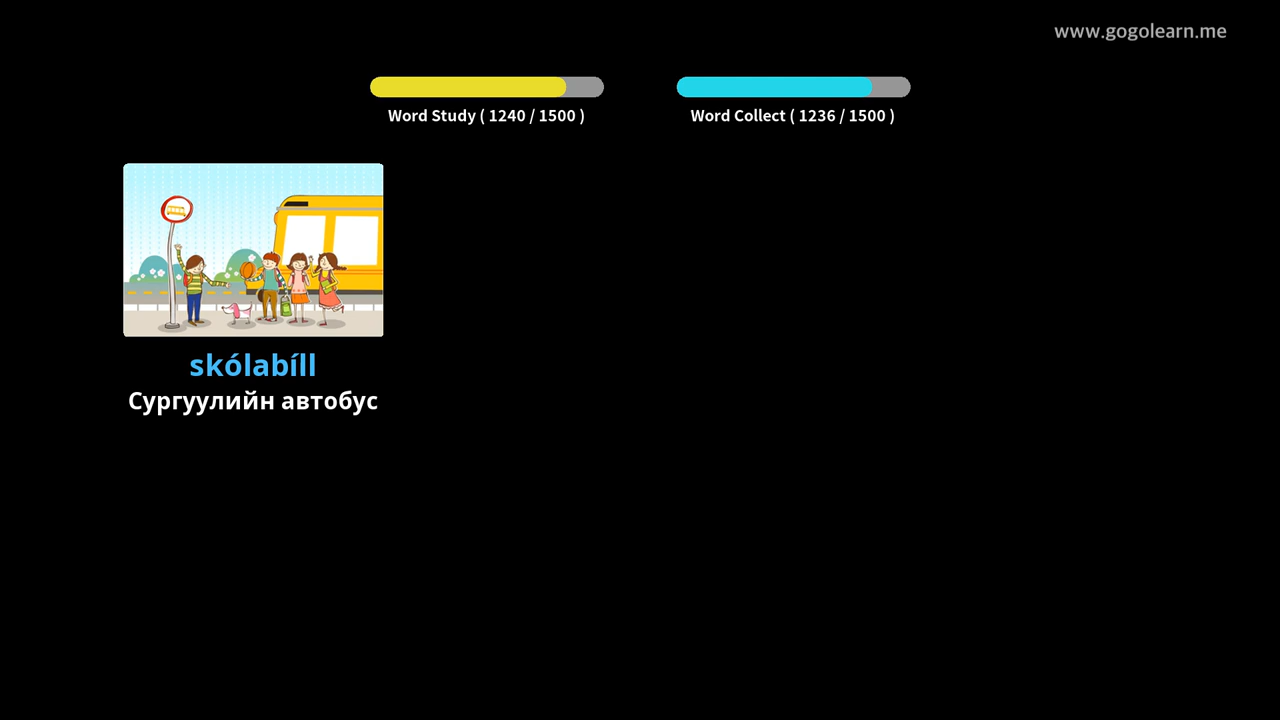 www.gogolearn.me
Word Study ( 1240 / 1500 )
Word Collect ( 1236 / 1500 )
skólabíll
Сургуулийн автобус